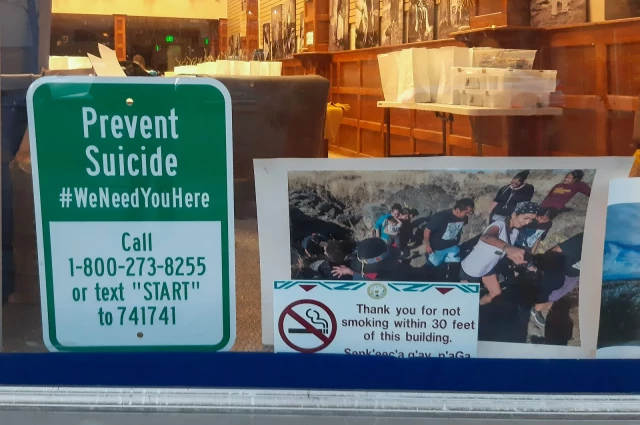 Prevent
Suicide
#WeNeedYouHere
Call
1-800-273-8255
or text "START"
to 741741
Thank you for not
smoking within 30 feet
of this building.